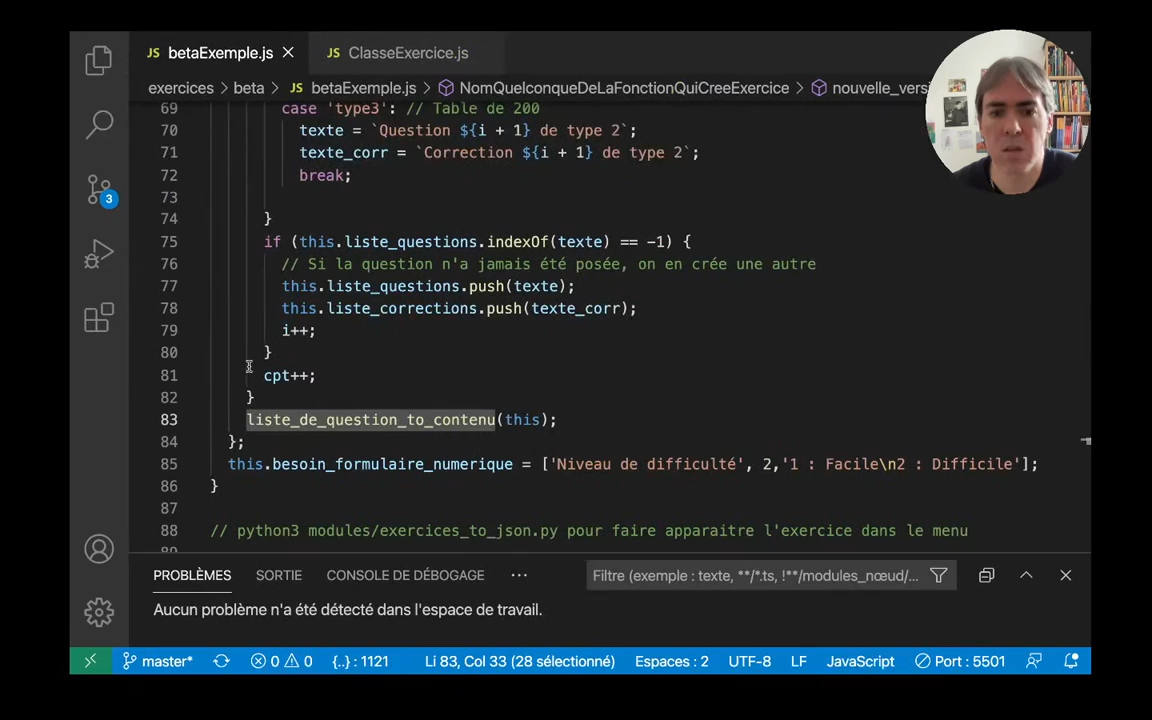 JS betaExemple.js JS ClasseExercice.js
exercices > beta > JS betaExemple.js > NomQuelconqueDeLaFonctionQuiCreeExercice > nouvelle_versi
69 case 'type3': // Table de 200
70 texte = `Question ${i + 1} de type 2`;
71 texte_corr = `Correction ${i + 1} de type 2`;
72 break;
73
74 }
75 if (this.liste_questions.indexOf(texte) == -1) {
76 // Si la question n'a jamais été posée, on en crée une autre
77 this.liste_questions.push(texte);
78 this.liste_corrections.push(texte_corr);
79 i++;
80 }
81 cpt++;
82 }
83 liste_de_question_to_contenu(this);
84 };
85 this.besoin_formulaire_numerique = ['Niveau de difficulté', 2,'1 : Facile\n2 : Difficile'];
86 }
87
88 // python3 modules/exercices_to_json.py pour faire apparaitre l'exercice dans le menu
89
3
PROBLÈMES SORTIE CONSOLE DE DÉBOGAGE ··· Filtre (exemple : texte, **/*.ts, !**/modules_nœud/...
Aucun problème n'a été détecté dans l'espace de travail.
master* 0 0 {..} : 1121 Li 83, Col 33 (28 sélectionné) Espaces : 2 UTF-8 LF JavaScript Port : 5501